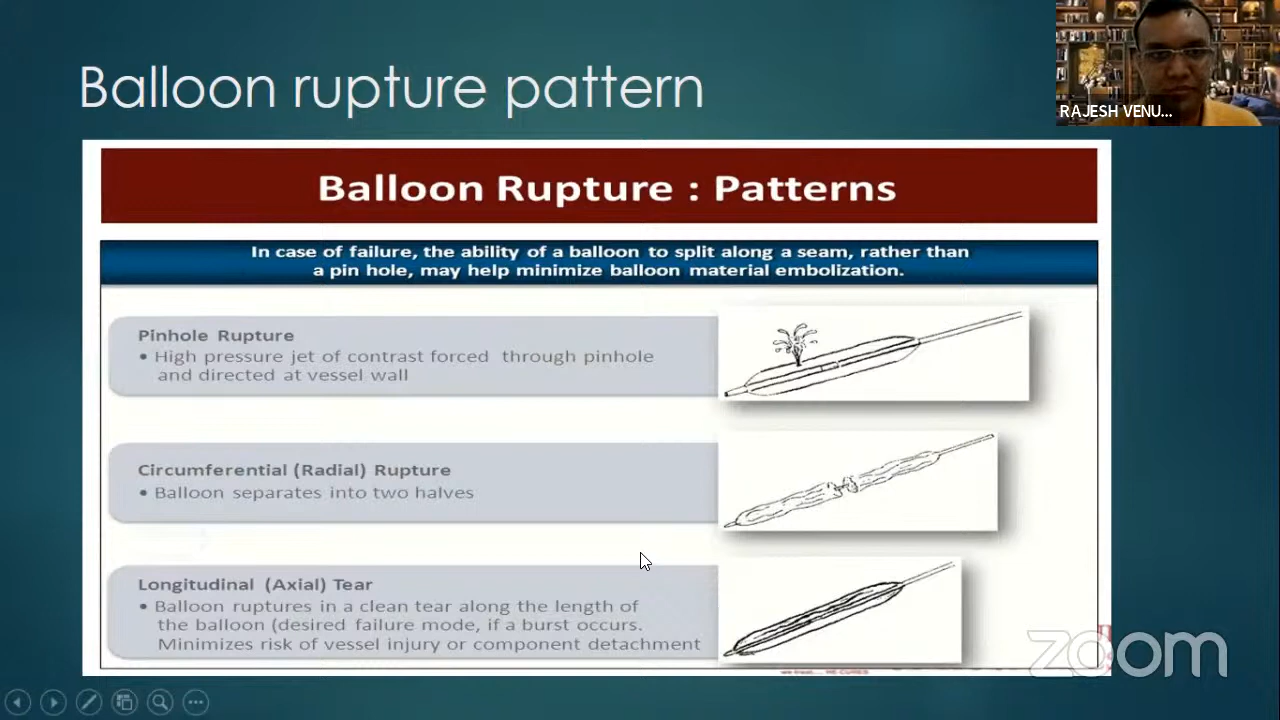 Balloon rupture pattern
RAJESH VENU...
Balloon Rupture : Patterns
In case of failure, the ability of a balloon to split along a seam, rather than
a pin hole, may help minimize balloon material embolization.
Pinhole Rupture
• High pressure jet of contrast forced through pinhole
and directed at vessel wall
Circumferential (Radial) Rupture
• Balloon separates into two halves
Longitudinal (Axial) Tear
• Balloon ruptures in a clean tear along the length of
the balloon (desired failure mode, if a burst occurs.
Minimizes risk of vessel injury or component detachment
zoom
we treat.... HE CURES